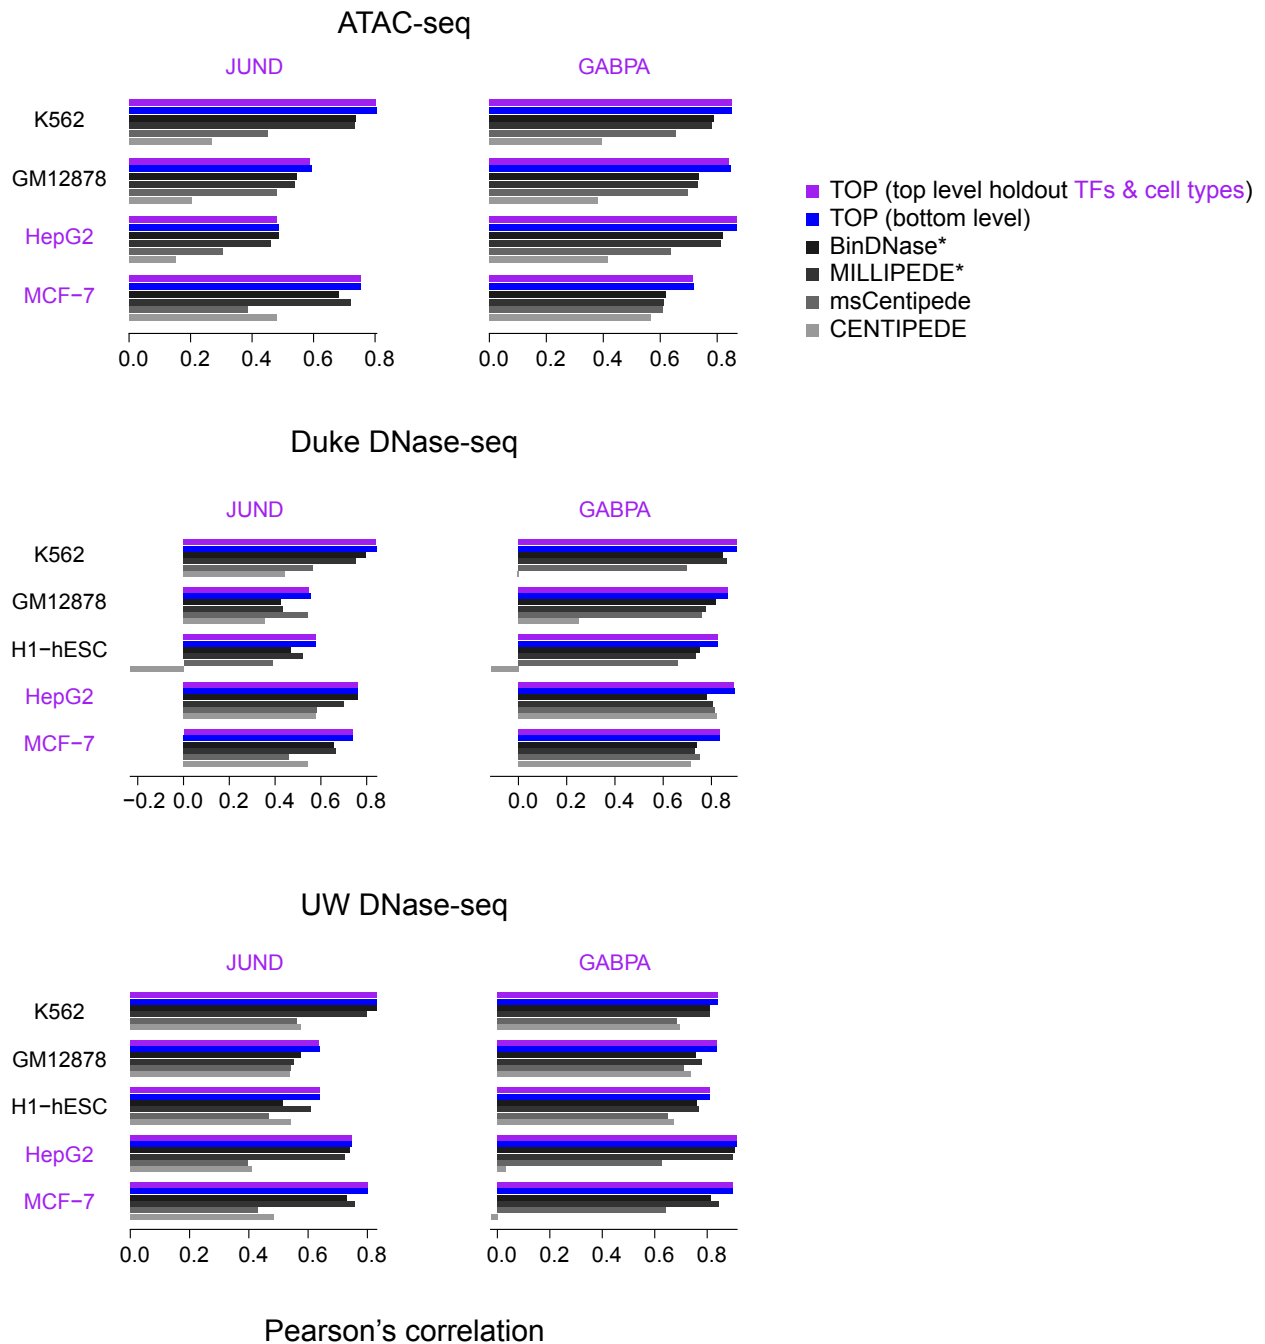 ATAC-seq
JUND GABPA
K562
GM12878
HepG2
MCF−7
0.0 0.2 0.4 0.6 0.8
0.0 0.2 0.4 0.6 0.8
TOP (top level holdout TFs & cell types)
TOP (bottom level)
BinDNase*
MILLIPEDE*
msCentipede
CENTIPEDE
Duke DNase-seq
JUND GABPA
K562
GM12878
H1−hESC
HepG2
MCF−7
−0.2 0.0 0.2 0.4 0.6 0.8
0.0 0.2 0.4 0.6 0.8
UW DNase-seq
JUND GABPA
K562
GM12878
H1−hESC
HepG2
MCF−7
0.0 0.2 0.4 0.6 0.8
0.0 0.2 0.4 0.6 0.8
Pearson’s correlation